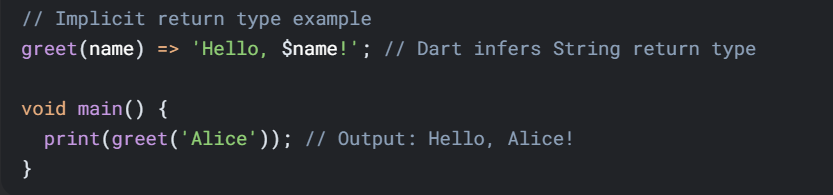 // Implicit return type example
greet(name) => 'Hello, $name!'; // Dart infers String return type

void main() {
  print(greet('Alice')); // Output: Hello, Alice!
}